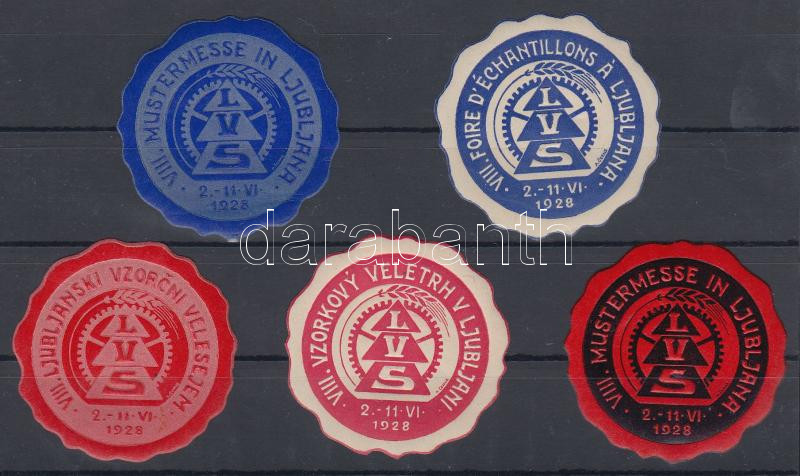 VIII. MUSTERMESSE IN LJUBLJANA
L
V
S
2.-11·VI·
1928
VIII. FOIRE D'ÉCHANTILLONS À LJUBLJANA
L
V
S
2.-11·VI·
1928
darabanth
VIII. LJUBLJANSKI VZORČNI VELESEJEM
L
V
S
2.-11·VI·
1928
VIII. VZORKOVÝ VELETRH V LJUBLJANI
L
V
S
2.-11·VI·
1928
VIII. MUSTERMESSE IN LJUBLJANA
L
V
S
2.-11·VI·
1928